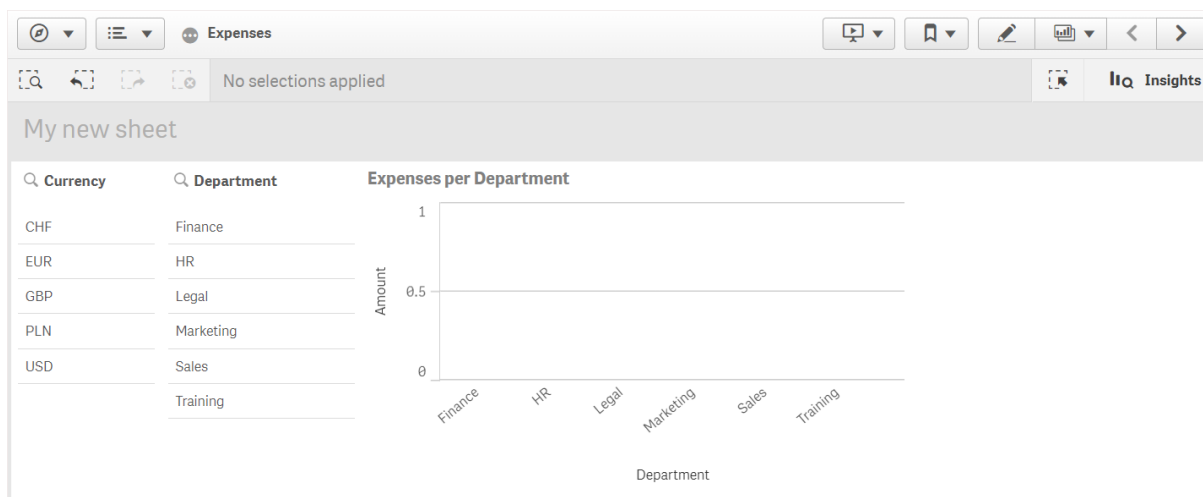 Expenses
No selections applied
Insights
My new sheet
Currency
CHF
EUR
GBP
PLN
USD
Department
Finance
HR
Legal
Marketing
Sales
Training
Expenses per Department
Amount
1
0.5
0
Finance
HR
Legal
Marketing
Sales
Training
Department